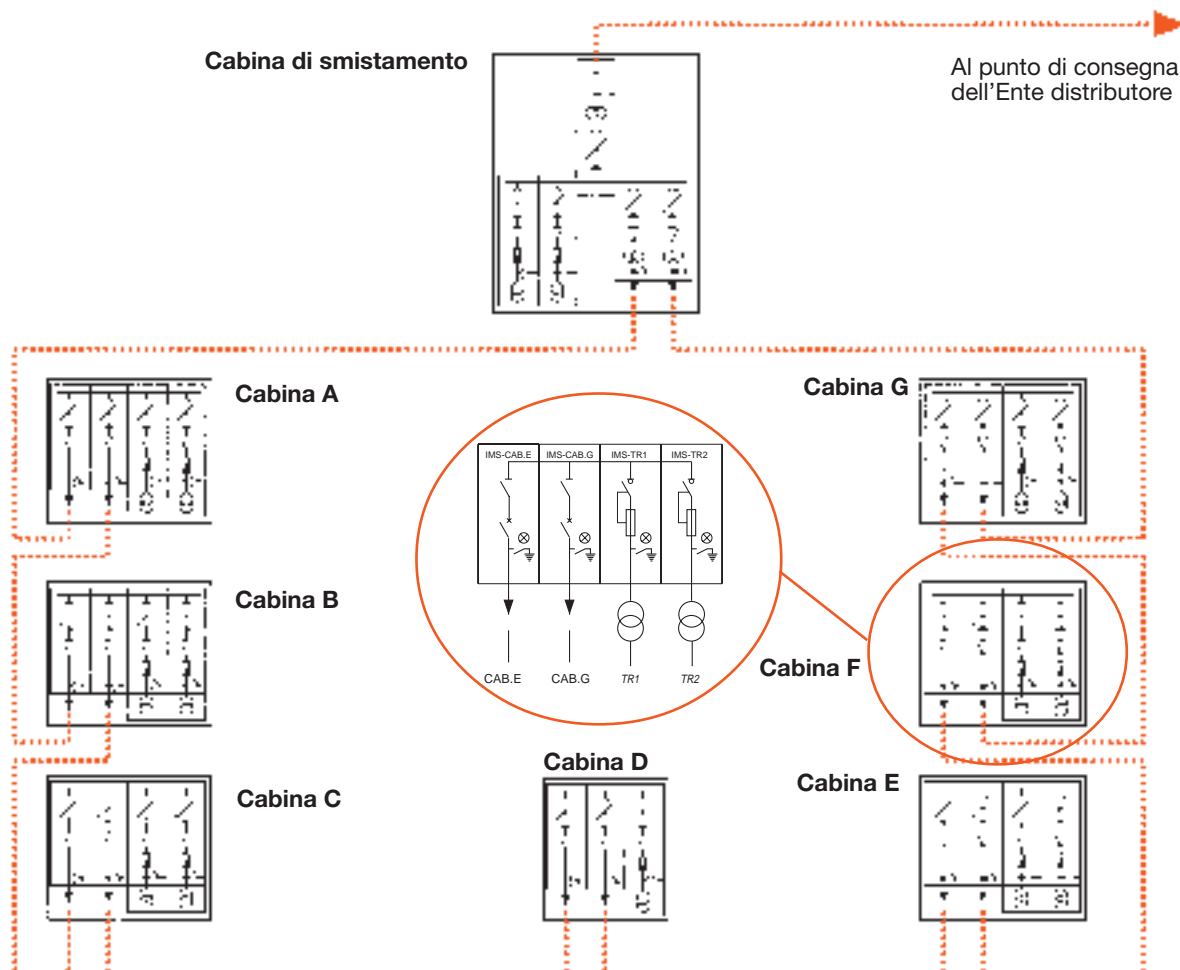 Cabina di smistamento
Al punto di consegna
dell'Ente distributore
Cabina A
Cabina G
IMS-CAB.E IMS-CAB.G IMS-TR1 IMS-TR2
Cabina B
CAB.E CAB.G TR1 TR2
Cabina F
Cabina D
Cabina C
Cabina E